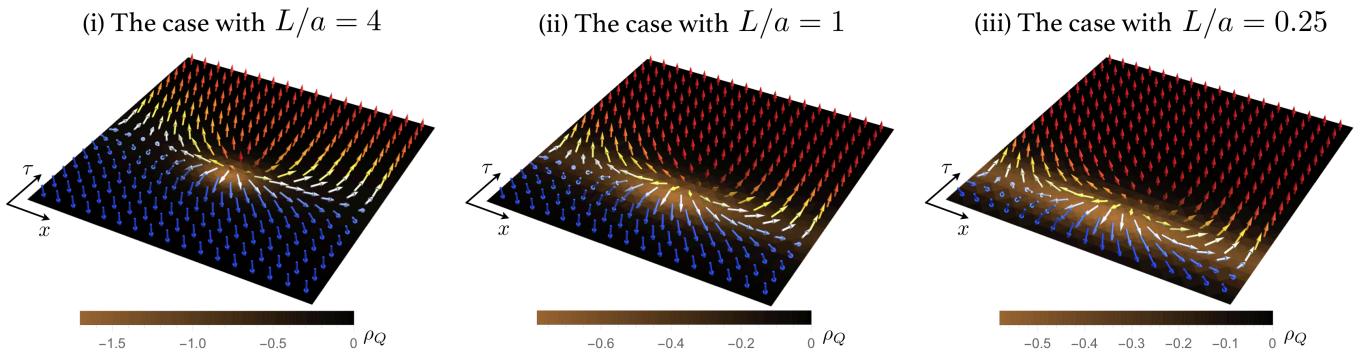 (i) The case with L/a = 4
(ii) The case with L/a = 1
(iii) The case with L/a = 0.25
τ
x
τ
x
τ
x
−1.5 −1.0 −0.5 0 ρ_Q
−0.6 −0.4 −0.2 0 ρ_Q
−0.5 −0.4 −0.3 −0.2 −0.1 0 ρ_Q